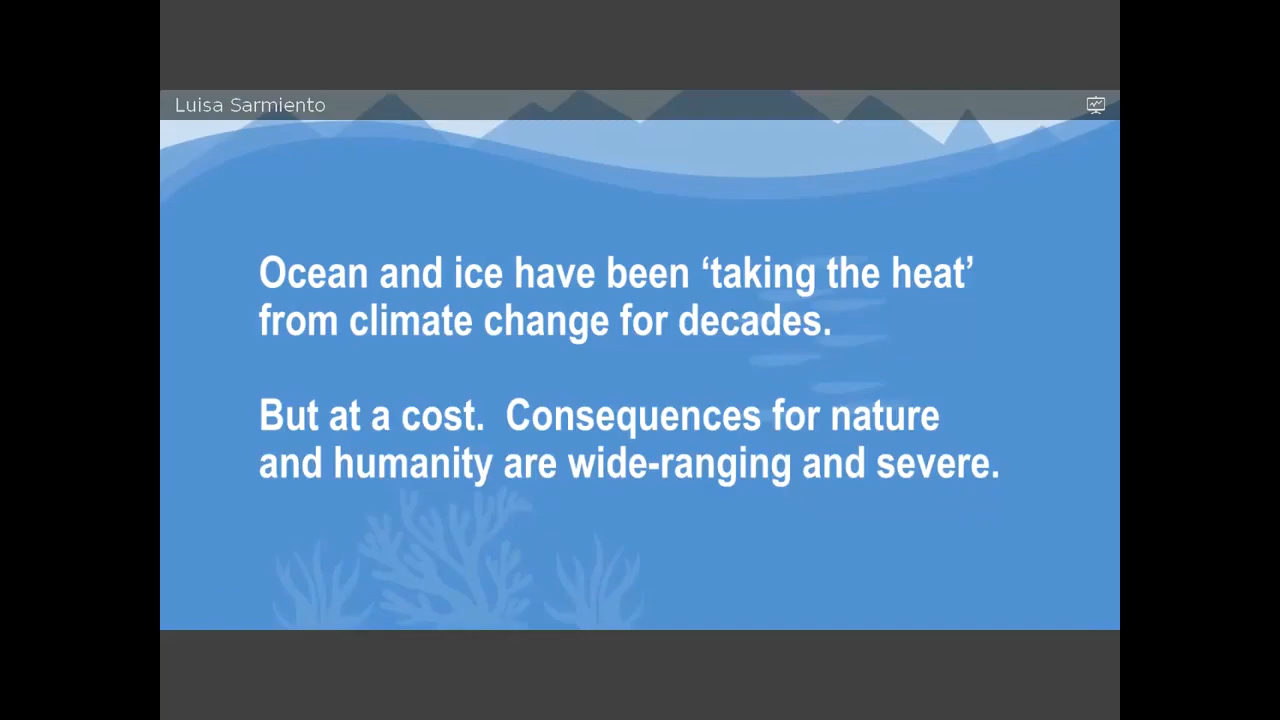 Luisa Sarmiento
Ocean and ice have been ‘taking the heat’
from climate change for decades.
But at a cost.  Consequences for nature
and humanity are wide-ranging and severe.